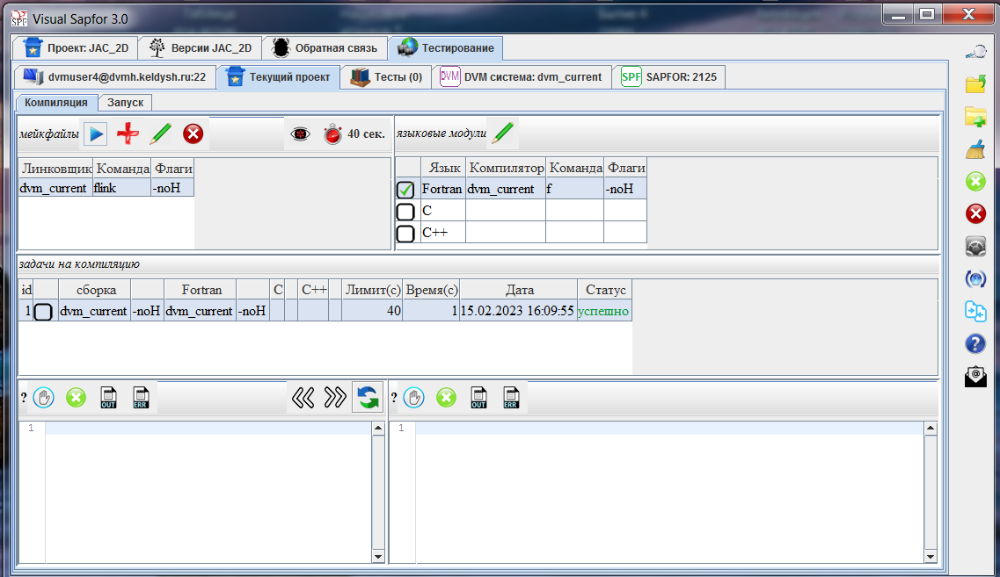 Visual Sapfor 3.0
Проект: JAC_2D Версии JAC_2D Обратная связь Тестирование
dvmuser4@dvmh.keldysh.ru:22 Текущий проект Тесты (0) DVM DVM система: dvm_current SPF SAPFOR: 2125
Компиляция Запуск
мейкфайлы 40 сек. языковые модули
Линковщик Команда Флаги
dvm_current flink -noH
Язык Компилятор Команда Флаги
Fortran dvm_current f -noH
C
C++
задачи на компиляцию
id сборка Fortran C C++ Лимит(с) Время(с) Дата Статус
1 dvm_current -noH dvm_current -noH 40 1 15.02.2023 16:09:55 успешно
? OUT ERR ? OUT ERR
1 1